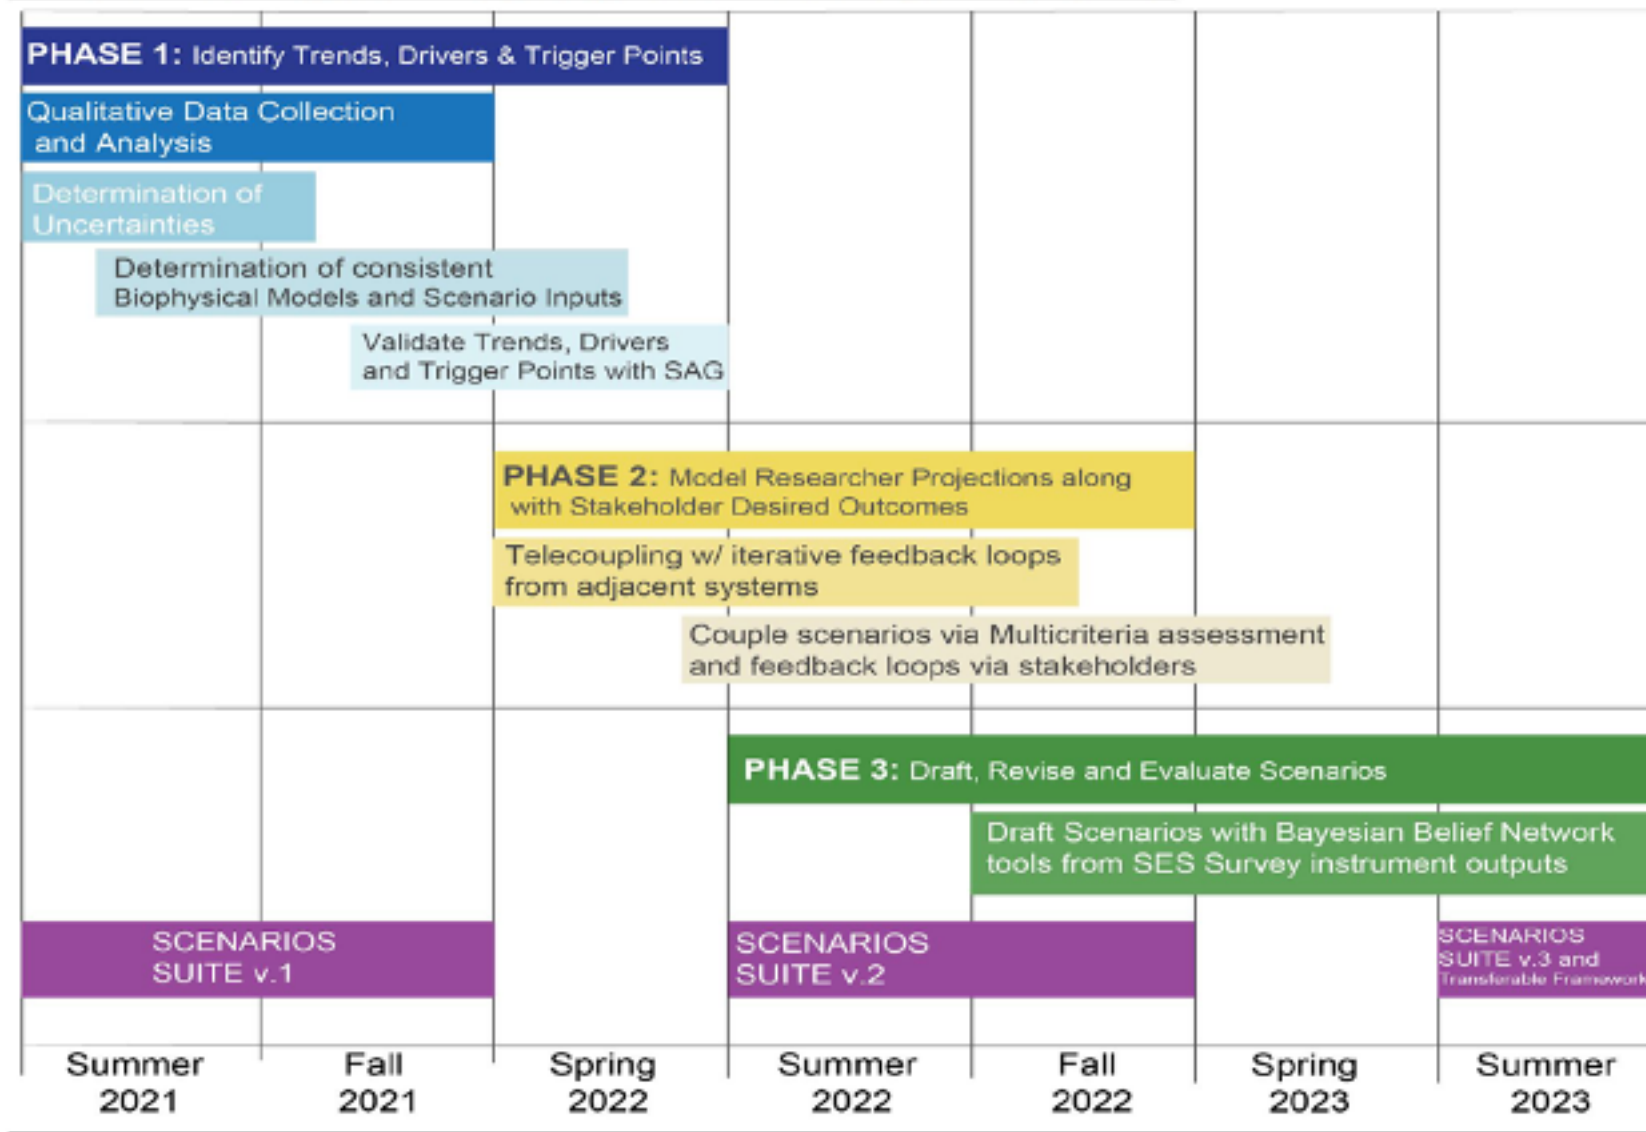 PHASE 1: Identify Trends, Drivers & Trigger Points
Qualitative Data Collection
and Analysis
Determination of
Uncertainties
Determination of consistent
Biophysical Models and Scenario Inputs
Validate Trends, Drivers
and Trigger Points with SAG
PHASE 2: Model Researcher Projections along
with Stakeholder Desired Outcomes
Telecoupling w/ iterative feedback loops
from adjacent systems
Couple scenarios via Multicriteria assessment
and feedback loops via stakeholders
PHASE 3: Draft, Revise and Evaluate Scenarios
Draft Scenarios with Bayesian Belief Network
tools from SES Survey instrument outputs
SCENARIOS
SUITE v.1
SCENARIOS
SUITE v.2
SCENARIOS
SUITE v.3 and
Transferable Framework
Summer
2021
Fall
2021
Spring
2022
Summer
2022
Fall
2022
Spring
2023
Summer
2023